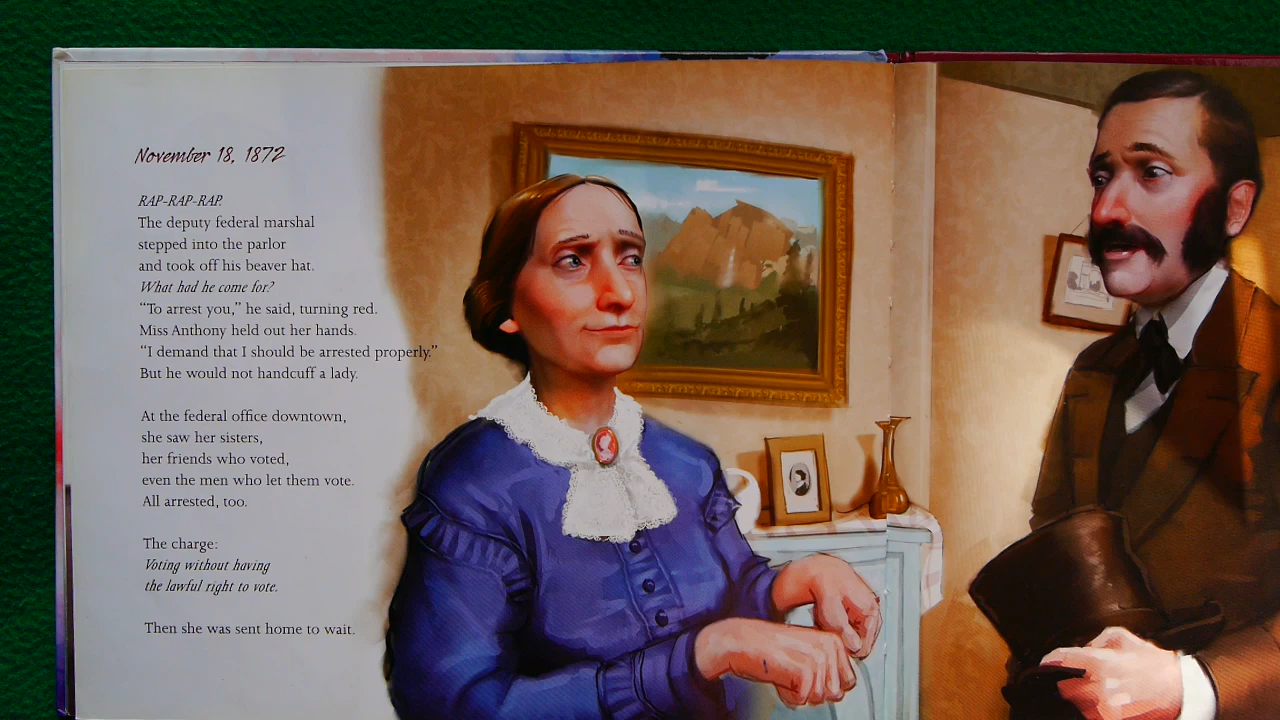 November 18, 1872
RAP-RAP-RAP.
The deputy federal marshal
stepped into the parlor
and took off his beaver hat.
What had he come for?
“To arrest you,” he said, turning red.
Miss Anthony held out her hands.
“I demand that I should be arrested properly.”
But he would not handcuff a lady.
At the federal office downtown,
she saw her sisters,
her friends who voted,
even the men who let them vote.
All arrested, too.
The charge:
Voting without having
the lawful right to vote.
Then she was sent home to wait.